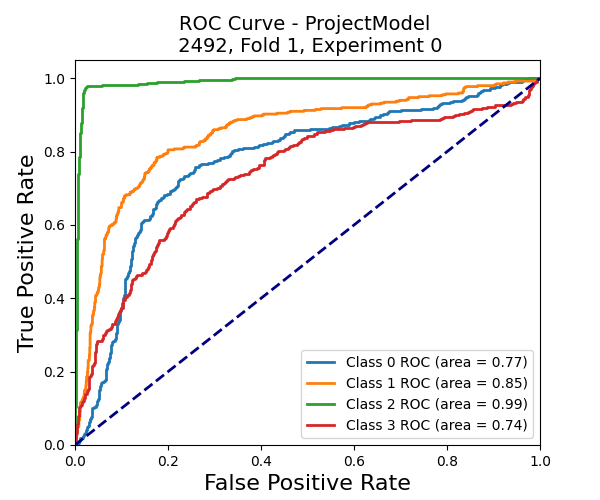 ROC Curve - ProjectModel
2492, Fold 1, Experiment 0
True Positive Rate
1.0
0.8
0.6
0.4
0.2
0.0
0.0 0.2 0.4 0.6 0.8 1.0
False Positive Rate
Class 0 ROC (area = 0.77)
Class 1 ROC (area = 0.85)
Class 2 ROC (area = 0.99)
Class 3 ROC (area = 0.74)